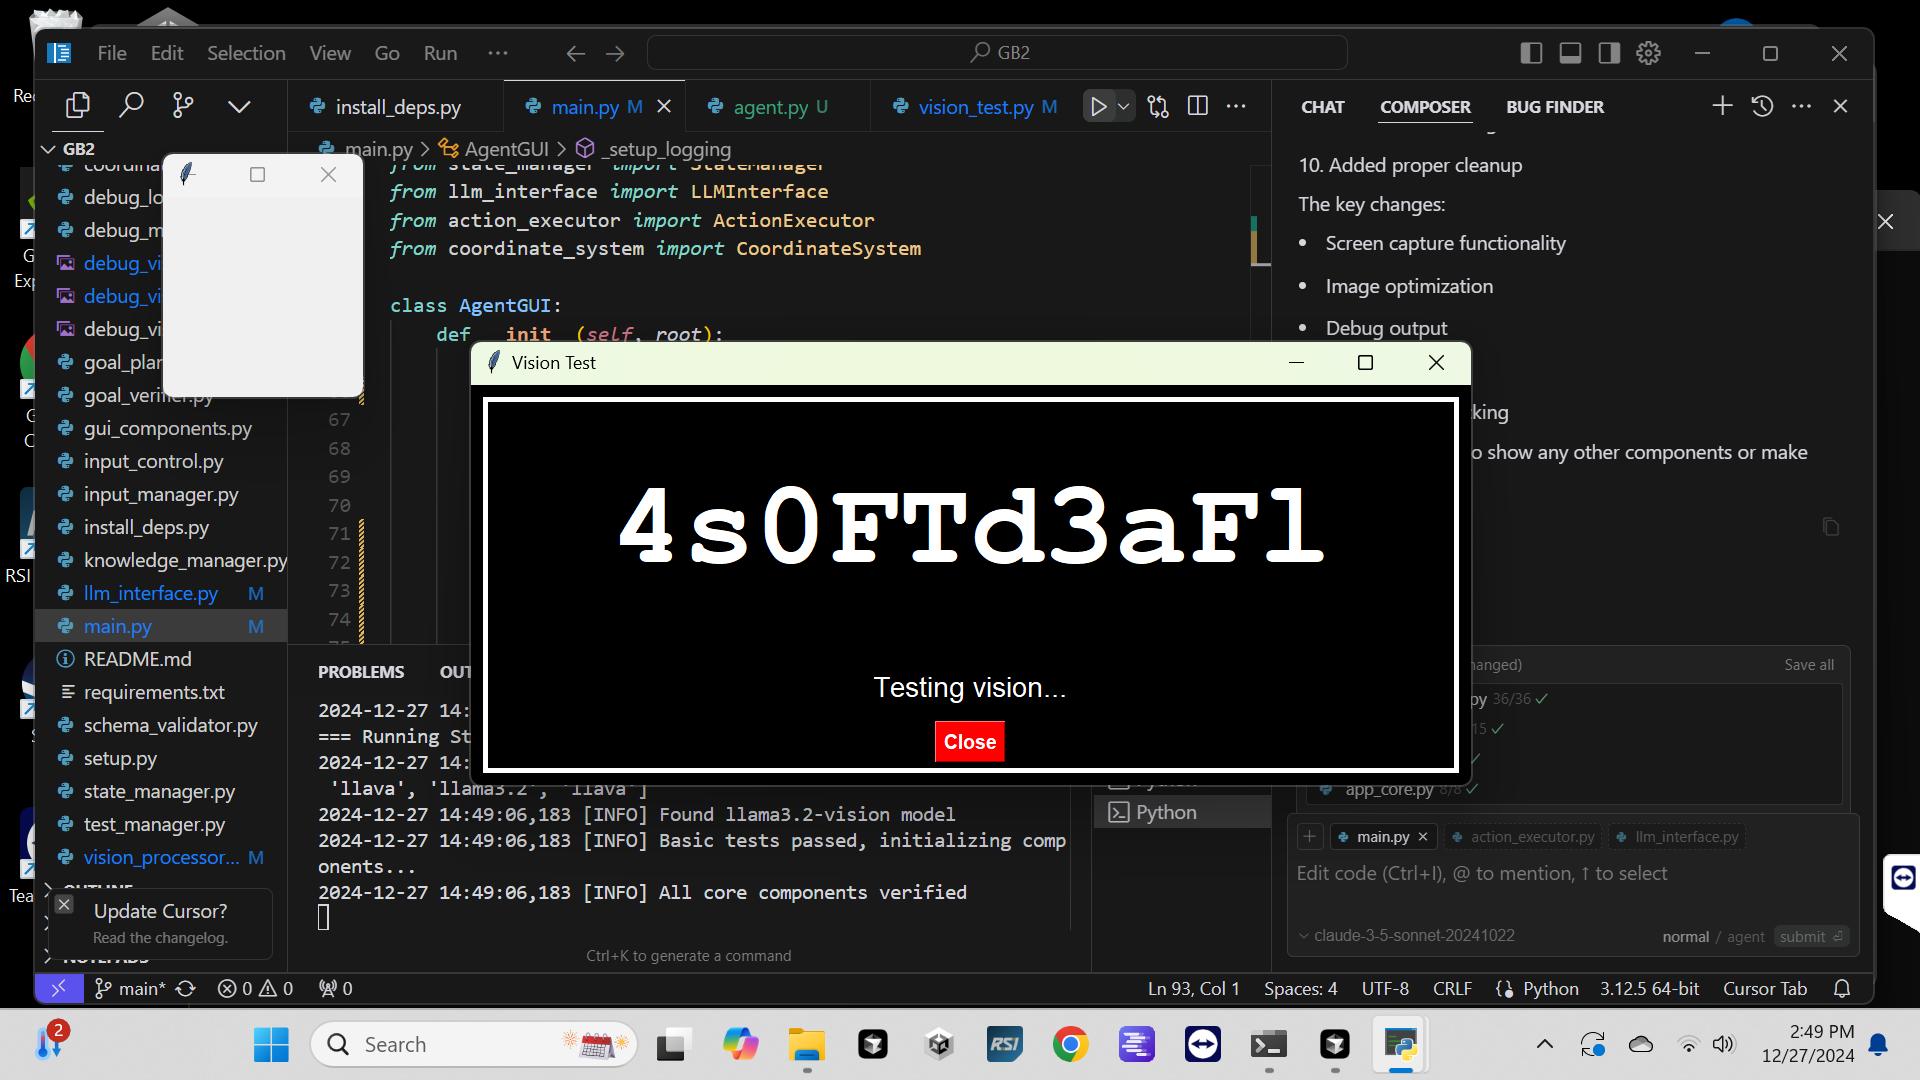 File Edit Selection View Go Run ··· GB2
install_deps.py main.py M agent.py U vision_test.py M
CHAT COMPOSER BUG FINDER
GB2
main.py > AgentGUI > _setup_logging
debug_lo
debug_m
debug_vi
debug_vi
debug_vi
goal_plan
goal_verifier.py
gui_components.py
input_control.py
input_manager.py
install_deps.py
knowledge_manager.py
llm_interface.py M
main.py M
README.md
requirements.txt
schema_validator.py
setup.py
state_manager.py
test_manager.py
vision_processor... M
OUTLINE
Update Cursor?
Read the changelog.
NOTEPADS
from state_manager import StateManager
from llm_interface import LLMInterface
from action_executor import ActionExecutor
from coordinate_system import CoordinateSystem
class AgentGUI:
def __init__(self, root):
67
68
69
70
71
72
73
74
Vision Test
4s0FTd3aFl
Testing vision...
Close
PROBLEMS OUT
2024-12-27 14:
=== Running St
2024-12-27 14:
'llava', 'llama3.2', 'llava']
2024-12-27 14:49:06,183 [INFO] Found llama3.2-vision model
2024-12-27 14:49:06,183 [INFO] Basic tests passed, initializing comp
onents...
2024-12-27 14:49:06,183 [INFO] All core components verified
Ctrl+K to generate a command
Python
Python
10. Added proper cleanup
The key changes:
• Screen capture functionality
• Image optimization
• Debug output
king
o show any other components or make
anged) Save all
py 36/36
15
app_core.py 8/8
main.py action_executor.py llm_interface.py
Edit code (Ctrl+I), @ to mention, ↑ to select
claude-3-5-sonnet-20241022 normal / agent submit
main* 0 0 0 Ln 93, Col 1 Spaces: 4 UTF-8 CRLF Python 3.12.5 64-bit Cursor Tab
2 Search RSI 2:49 PM
12/27/2024